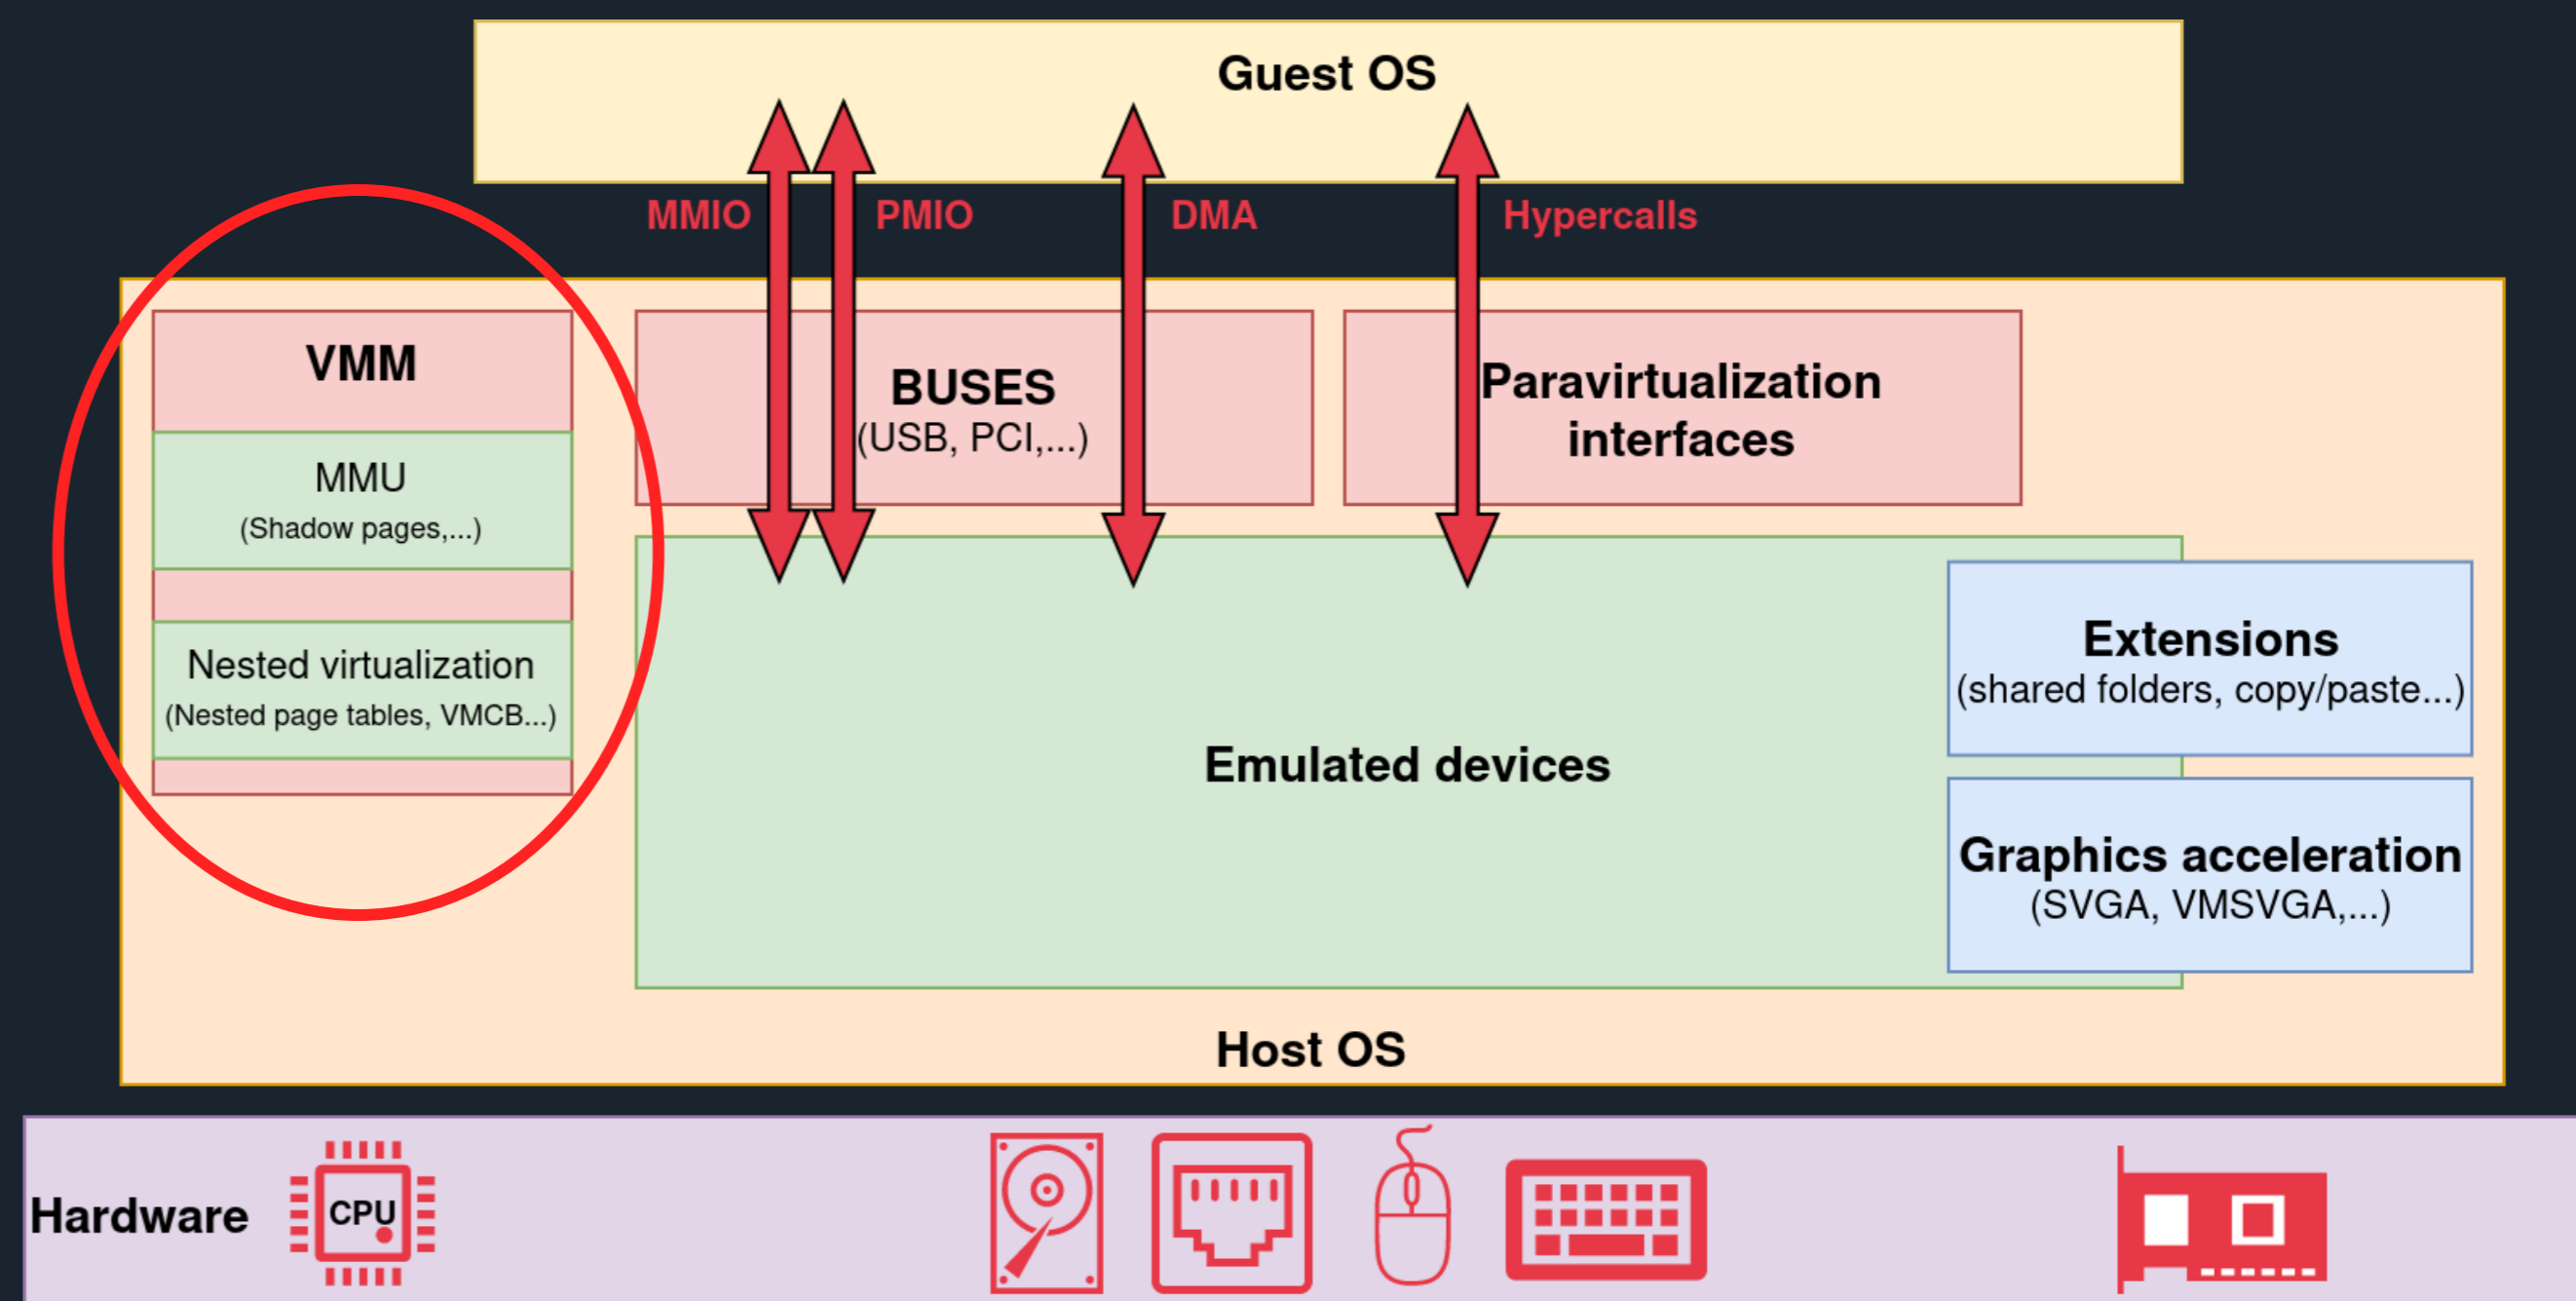 Guest OS
MMIO
PMIO
DMA
Hypercalls
VMM
MMU
(Shadow pages,...)
Nested virtualization
(Nested page tables, VMCB...)
BUSES
(USB, PCI,...)
Paravirtualization
interfaces
Emulated devices
Extensions
(shared folders, copy/paste...)
Graphics acceleration
(SVGA, VMSVGA,...)
Host OS
Hardware
CPU